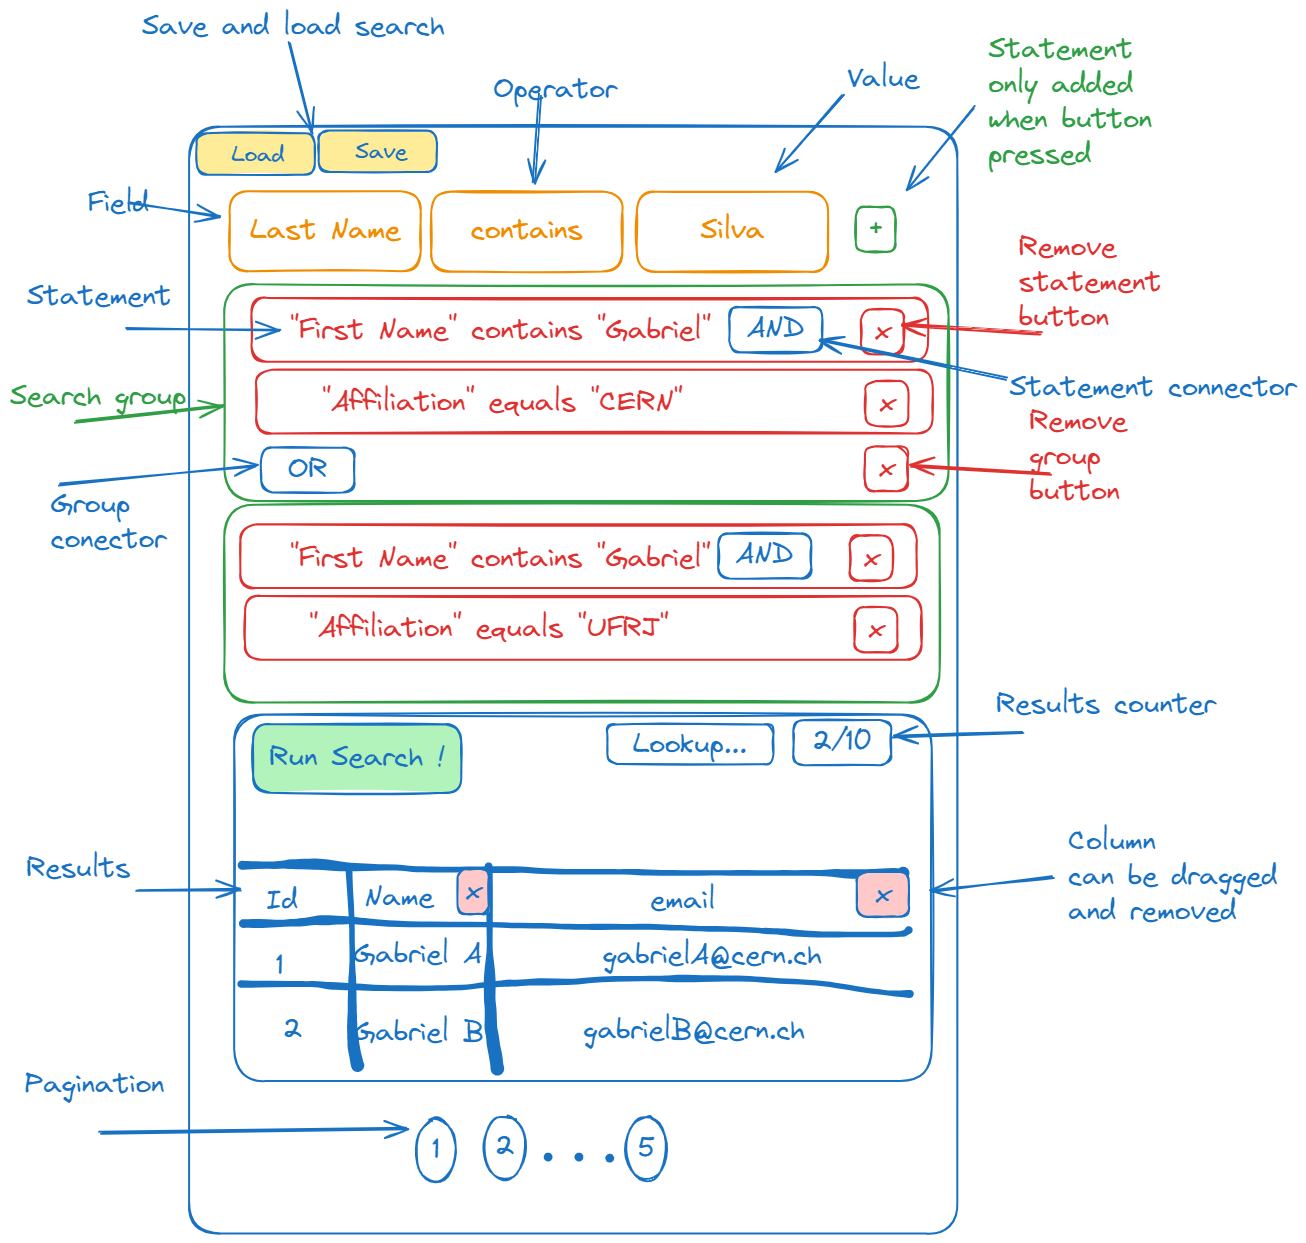 Save and load search
Statement
only added
when button
pressed
Operator
Value
Load
Save
Field
Last Name
contains
Silva
+
Remove
statement
button
Statement
"First Name" contains "Gabriel"
AND
x
Statement connector
Search group
"Affiliation" equals "CERN"
x
Remove
group
button
OR
x
Group
conector
"First Name" contains "Gabriel"
AND
x
"Affiliation" equals "UFRJ"
x
Results counter
Run Search !
Lookup...
2/10
Column
can be dragged
and removed
Results
Id
Name
x
email
x
1
Gabriel A
gabrielA@cern.ch
2
Gabriel B
gabrielB@cern.ch
Pagination
1
2
...
5